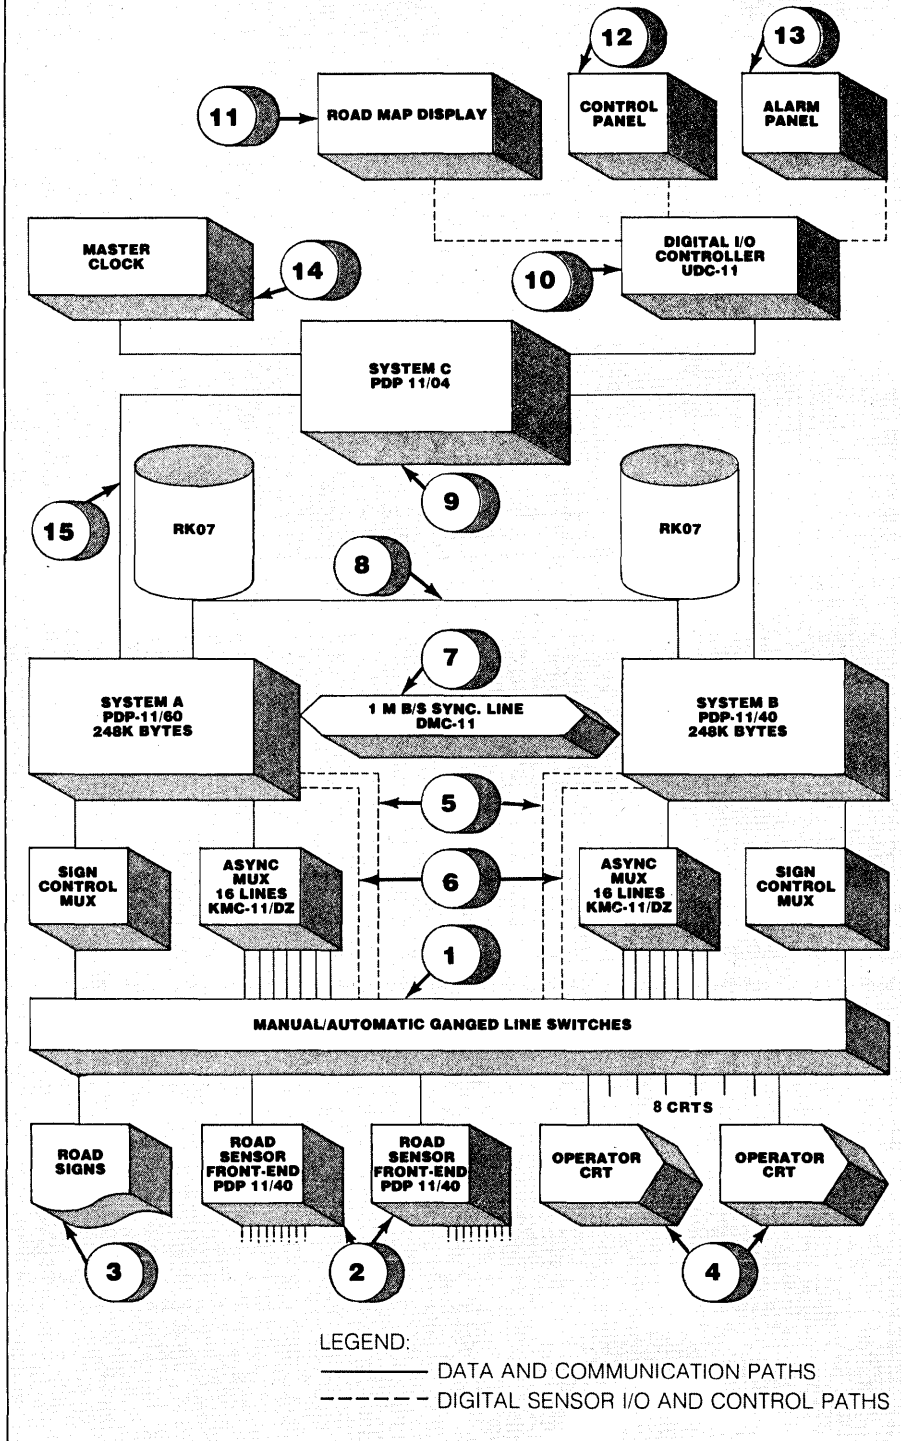 12
13
11
ROAD MAP DISPLAY
CONTROL
PANEL
ALARM
PANEL
MASTER
CLOCK
14
10
DIGITAL I/O
CONTROLLER
UDC-11
SYSTEM C
PDP 11/04
15
RK07
9
RK07
8
7
SYSTEM A
PDP-11/60
248K BYTES
1 M B/S SYNC. LINE
DMC-11
SYSTEM B
PDP-11/40
248K BYTES
5
SIGN
CONTROL
MUX
ASYNC
MUX
16 LINES
KMC-11/DZ
6
ASYNC
MUX
16 LINES
KMC-11/DZ
SIGN
CONTROL
MUX
1
MANUAL/AUTOMATIC GANGED LINE SWITCHES
8 CRTS
ROAD
SIGNS
ROAD
SENSOR
FRONT-END
PDP 11/40
ROAD
SENSOR
FRONT-END
PDP 11/40
OPERATOR
CRT
OPERATOR
CRT
3
2
4
LEGEND:
DATA AND COMMUNICATION PATHS
DIGITAL SENSOR I/O AND CONTROL PATHS